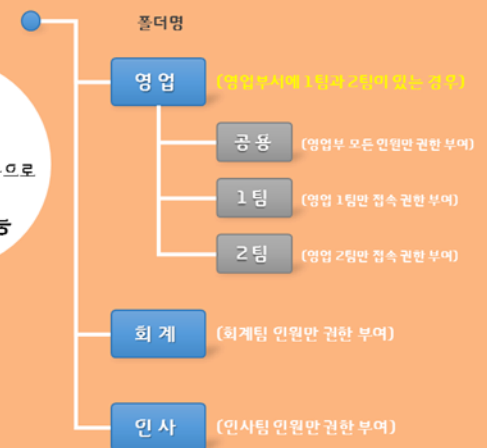 폴더명
영업
(영업부서에 1팀과 2팀이 있는 경우)
공용
(영업부 모든 인원만 권한 부여)
으로
1팀
(영업 1팀만 접속 권한 부여)
2팀
(영업 2팀만 접속 권한 부여)
회계
(회계팀 인원만 권한 부여)
인사
(인사팀 인원만 권한 부여)